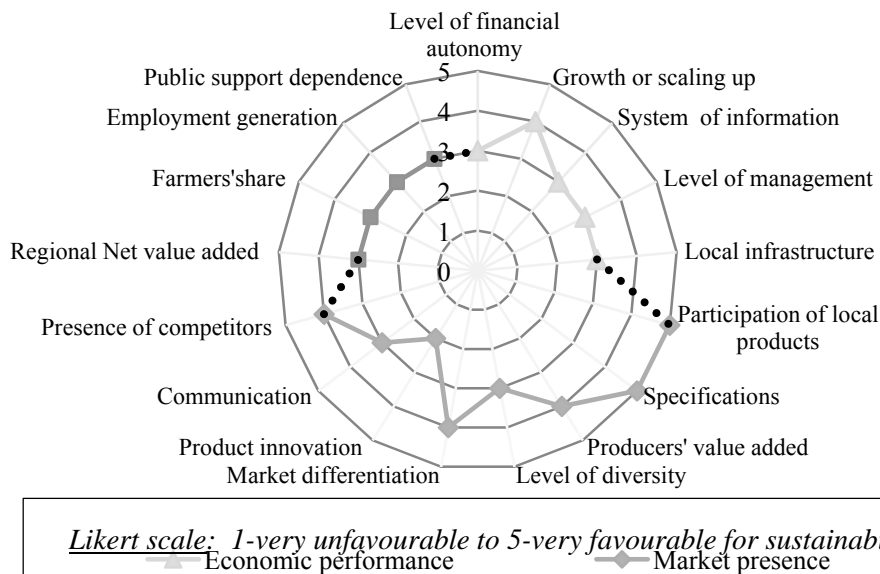 Level of financial
autonomy
Public support dependence
Growth or scaling up
Employment generation
System of information
Farmers'share
Level of management
Regional Net value added
Local infrastructure
Presence of competitors
Participation of local
products
Communication
Specifications
Product innovation
Producers' value added
Market differentiation
Level of diversity
5
4
3
2
1
0
Likert scale: 1-very unfavourable to 5-very favourable for sustainab
Economic performance
Market presence